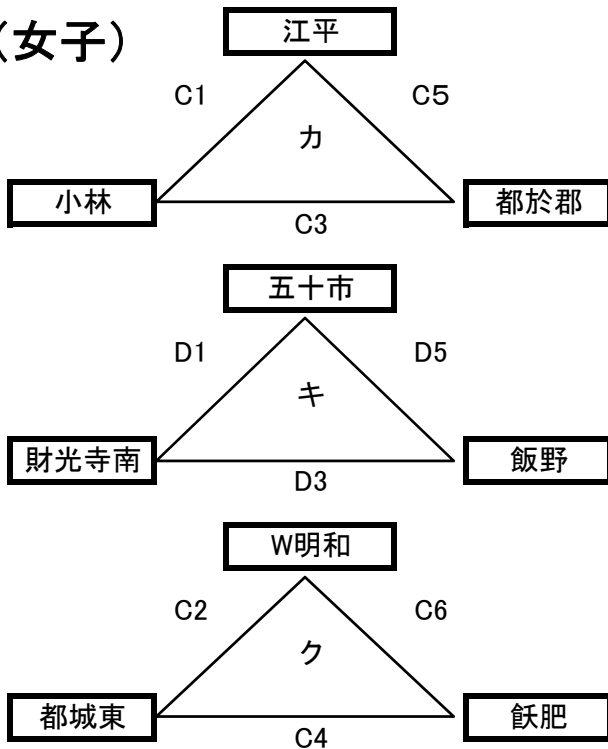 （女子）
江平
C1
C5
カ
小林
都於郡
C3
五十市
D1
D5
キ
財光寺南
飯野
D3
W明和
C2
C6
ク
都城東
飫肥
C4